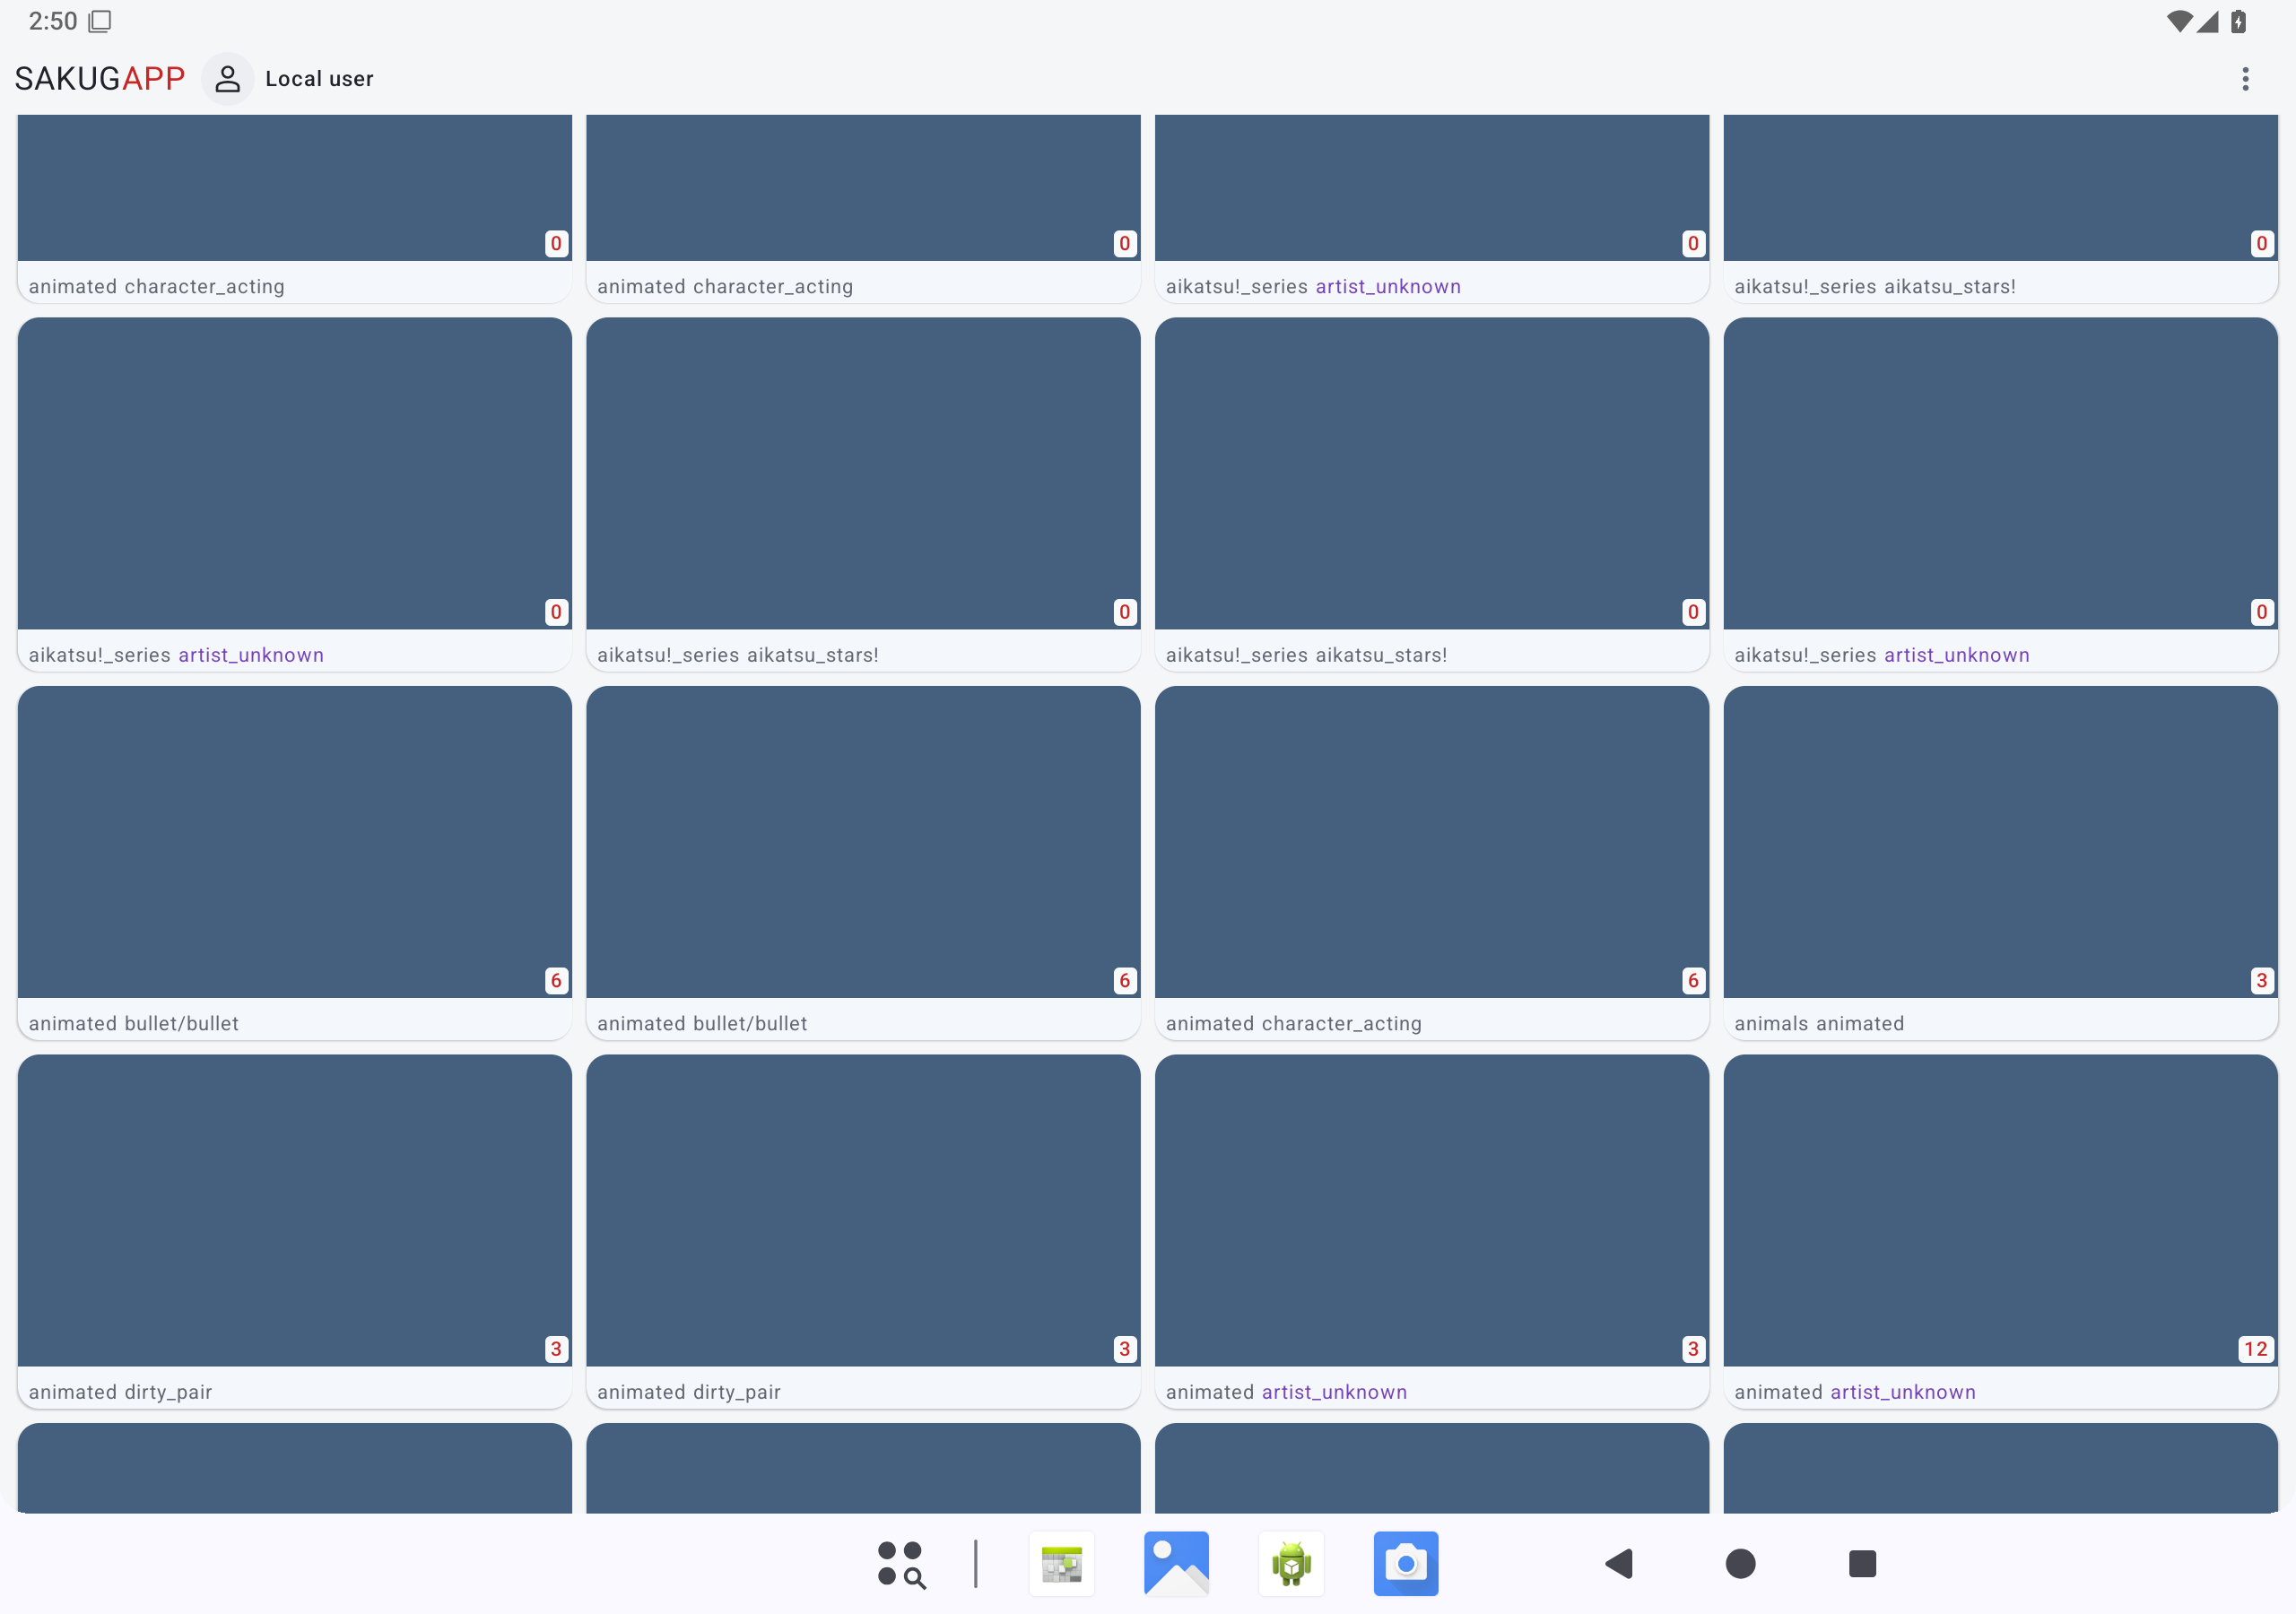 2:50
SAKUGAPP Local user
0 0 0 0
animated character_acting animated character_acting aikatsu!_series artist_unknown aikatsu!_series aikatsu_stars!
0 0 0 0
aikatsu!_series artist_unknown aikatsu!_series aikatsu_stars! aikatsu!_series aikatsu_stars! aikatsu!_series artist_unknown
6 6 6 3
animated bullet/bullet animated bullet/bullet animated character_acting animals animated
3 3 3 12
animated dirty_pair animated dirty_pair animated artist_unknown animated artist_unknown